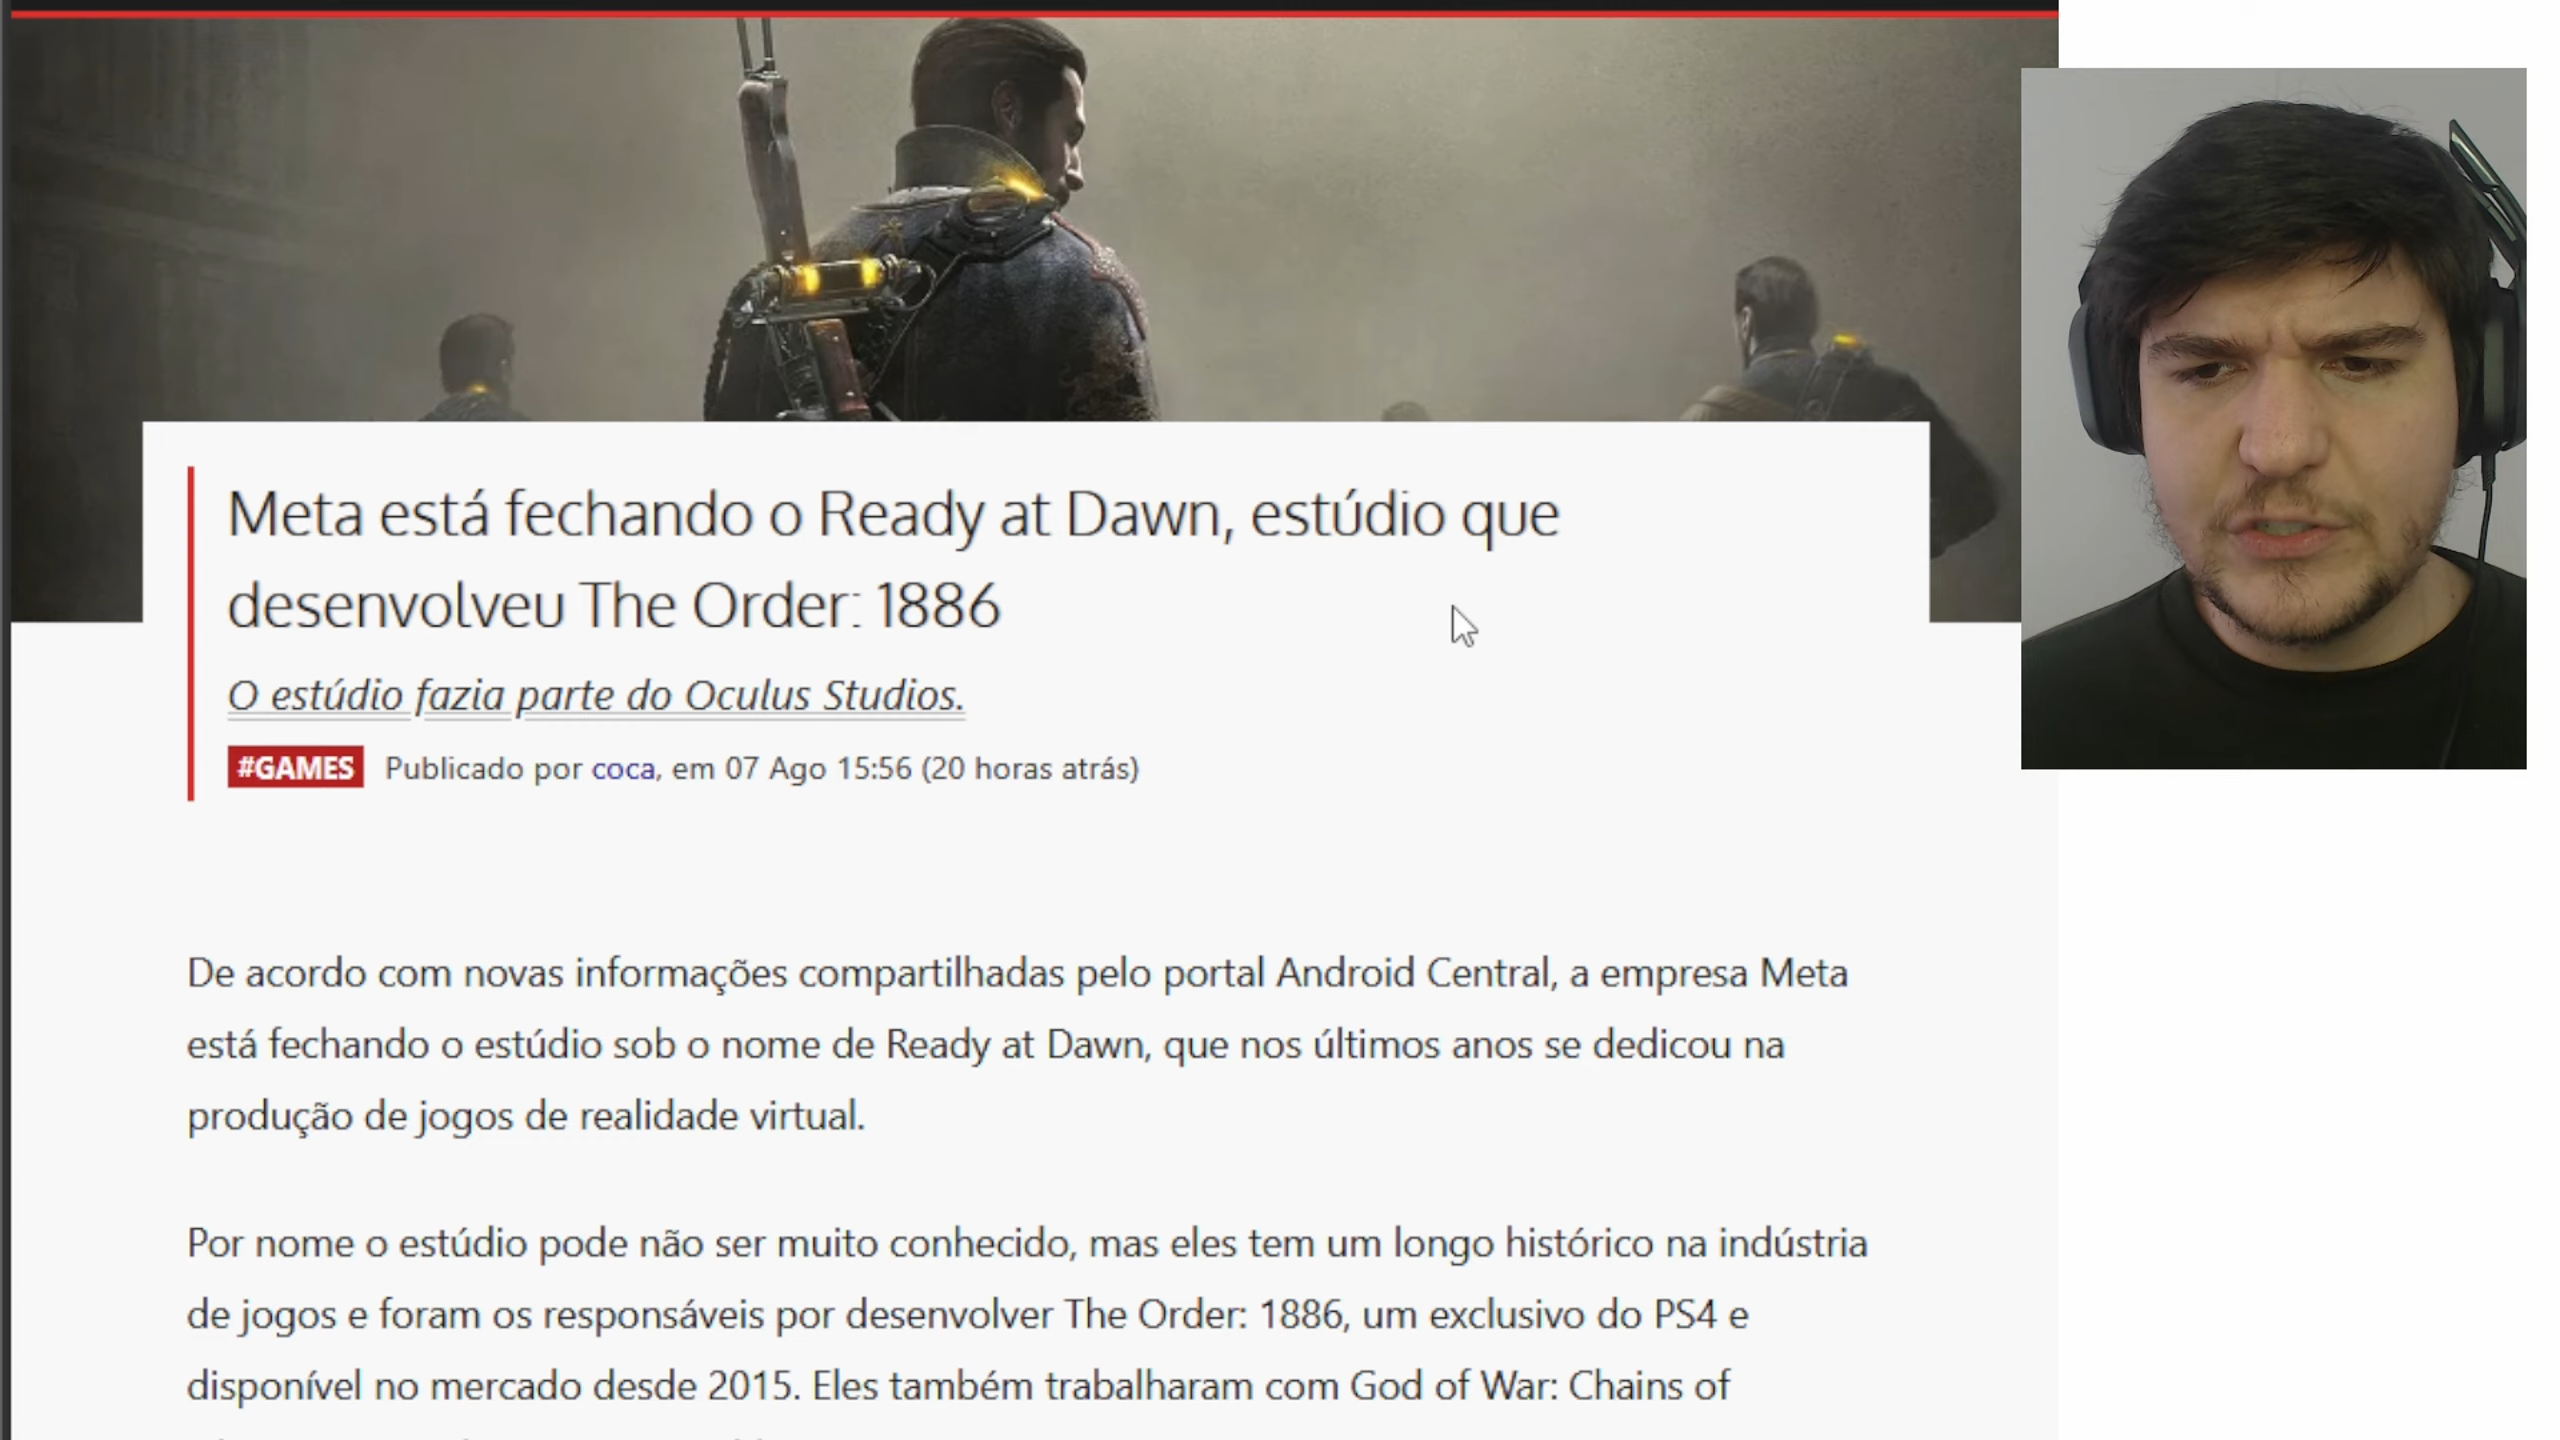 Meta está fechando o Ready at Dawn, estúdio que
desenvolveu The Order: 1886
O estúdio fazia parte do Oculus Studios.
#GAMES Publicado por coca, em 07 Ago 15:56 (20 horas atrás)
De acordo com novas informações compartilhadas pelo portal Android Central, a empresa Meta
está fechando o estúdio sob o nome de Ready at Dawn, que nos últimos anos se dedicou na
produção de jogos de realidade virtual.
Por nome o estúdio pode não ser muito conhecido, mas eles tem um longo histórico na indústria
de jogos e foram os responsáveis por desenvolver The Order: 1886, um exclusivo do PS4 e
disponível no mercado desde 2015. Eles também trabalharam com God of War: Chains of